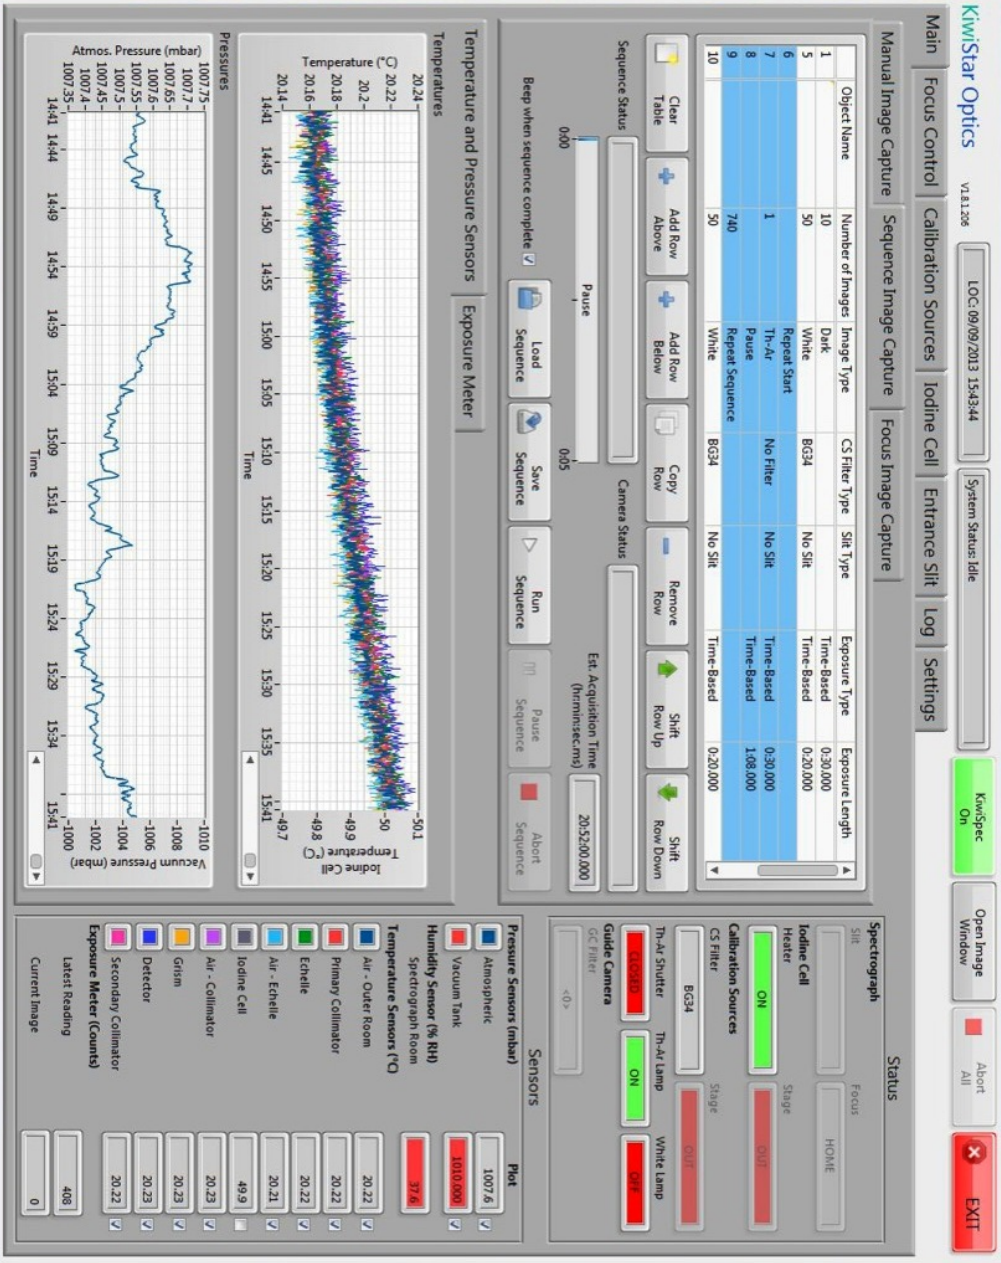 KiwiStar Optics v1.8.1.206
LOC: 09/09/2013 15:43:44
System Status: Idle
KiwiSpec On
Open Image Window
Abort All
EXIT
Main Focus Control Calibration Sources Iodine Cell Entrance Slit Log Settings
Manual Image Capture Sequence Image Capture Focus Image Capture
Object Name Number of Images Image Type CS Filter Type Slit Type Exposure Type Exposure Length
1 10 Dark Time-Based 0:30.000
5 50 White BG34 No Slit Time-Based 0:20.000
6 Repeat Start
7 1 Th-Ar No Filter No Slit Time-Based 0:30.000
8 Pause Time-Based 1:08.000
9 740 Repeat Sequence
10 50 White BG34 No Slit Time-Based 0:20.000
Clear Table
Add Row Above
Add Row Below
Copy Row
Remove Row
Shift Row Up
Shift Row Down
Sequence Status
Camera Status
Est. Acquisition Time (hr:min:sec.ms)
20:52:00.000
0:00 Pause 0:05
Beep when sequence complete
Load Sequence
Save Sequence
Run Sequence
Pause Sequence
Abort Sequence
Temperature and Pressure Sensors Exposure Meter
Temperatures
Temperature (°C)
20.24
20.22
20.2
20.18
20.16
20.14
50.1
50
49.9
49.8
49.7
Iodine Cell Temperature (°C)
14:41 14:45 14:50 14:55 15:00 15:05 15:10 15:15 15:20 15:25 15:30 15:35 15:41
Time
Pressures
Atmos. Pressure (mbar)
1007.75
1007.7
1007.65
1007.6
1007.55
1007.5
1007.45
1007.4
1007.35
1010
1008
1006
1004
1002
1000
Vacuum Pressure (mbar)
14:41 14:44 14:49 14:54 14:59 15:04 15:09 15:14 15:19 15:24 15:29 15:34 15:41
Time
Status
Spectrograph
Slit Focus
HOME
Iodine Cell
Heater Stage
ON OUT
Calibration Sources
CS Filter Stage
BG34 OUT
Th-Ar Shutter Th-Ar Lamp White Lamp
CLOSED ON OFF
Guide Camera
GC Filter
<0>
Sensors
Pressure Sensors (mbar) Plot
Atmospheric 1007.6
Vacuum Tank 1010.000
Humidity Sensor (% RH)
Spectrograph Room 37.6
Temperature Sensors (°C)
Air - Outer Room 20.22
Primary Collimator 20.22
Echelle 20.22
Air - Echelle 20.21
Iodine Cell 49.9
Air - Collimator 20.23
Grism 20.23
Detector 20.23
Secondary Collimator 20.22
Exposure Meter (Counts)
Latest Reading 408
Current Image 0